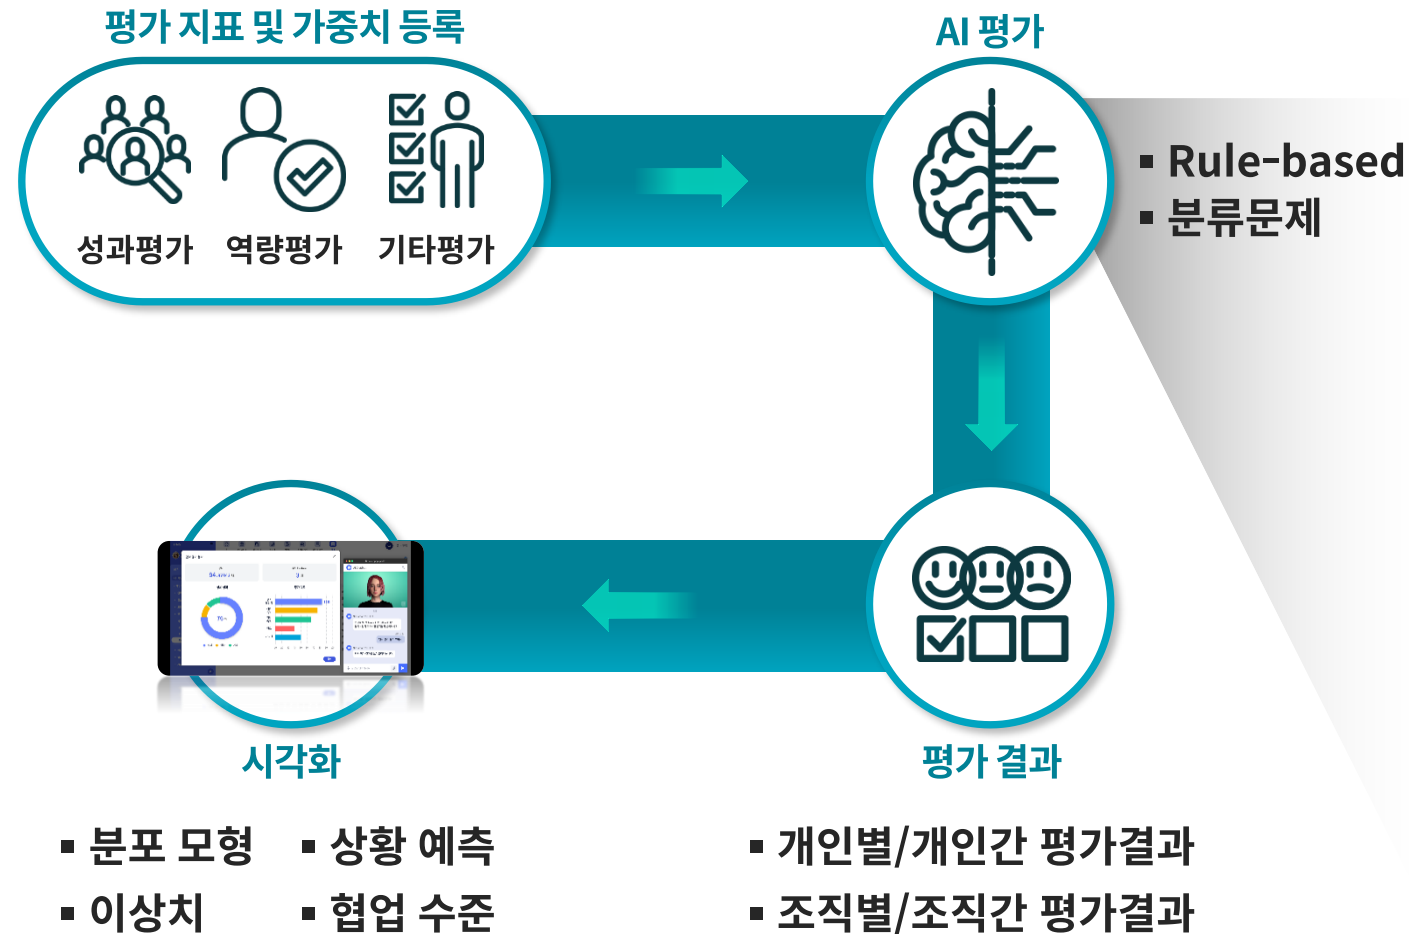 평가 지표 및 가중치 등록
AI 평가
성과평가
역량평가
기타평가
▪ Rule-based
▪ 분류문제
시각화
평가 결과
▪ 분포 모형
▪ 상황 예측
▪ 이상치
▪ 협업 수준
▪ 개인별/개인간 평가결과
▪ 조직별/조직간 평가결과